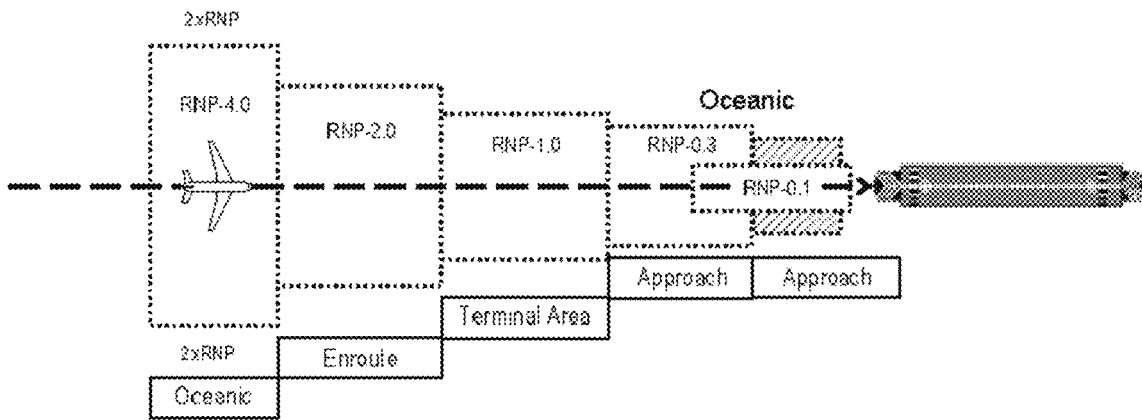 2xRNP
Oceanic
RNP-4.0
RNP-2.0
RNP-1.0
RNP-0.3
RNP-0.1
Approach
Approach
Terminal Area
2xRNP
Enroule
Oceanic